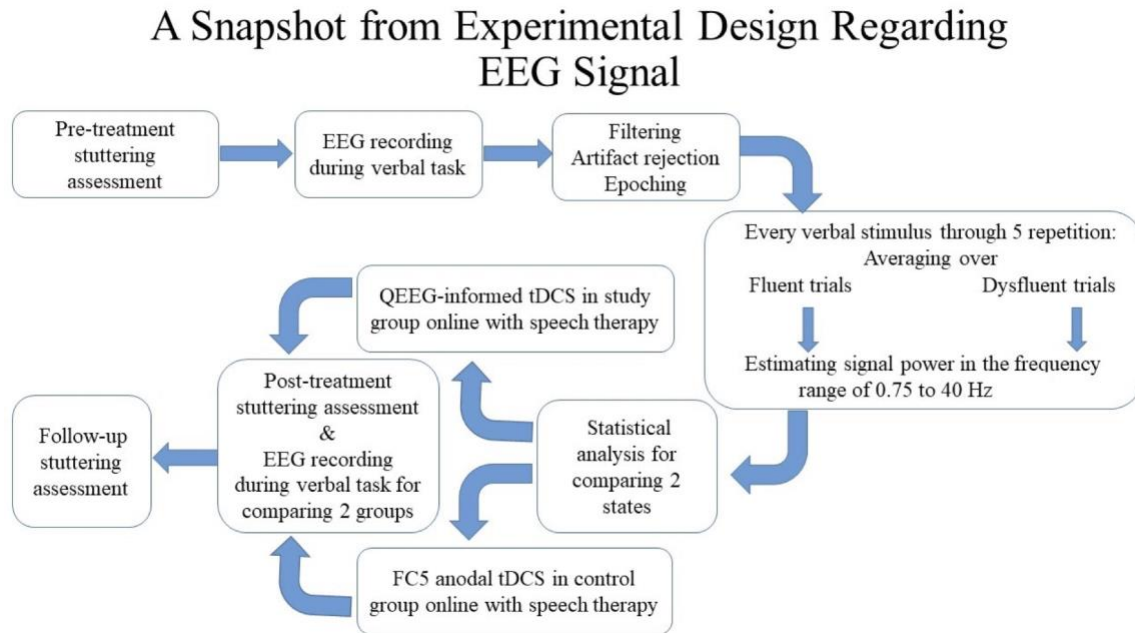 A Snapshot from Experimental Design Regarding
EEG Signal
Pre-treatment
stuttering
assessment
EEG recording
during verbal task
Filtering
Artifact rejection
Epoching
Every verbal stimulus through 5 repetition:
Averaging over
Fluent trials
Dysfluent trials
Estimating signal power in the frequency
range of 0.75 to 40 Hz
Statistical
analysis for
comparing 2
states
QEEG-informed tDCS in study
group online with speech therapy
FC5 anodal tDCS in control
group online with speech therapy
Post-treatment
stuttering assessment
&
EEG recording
during verbal task for
comparing 2 groups
Follow-up
stuttering
assessment